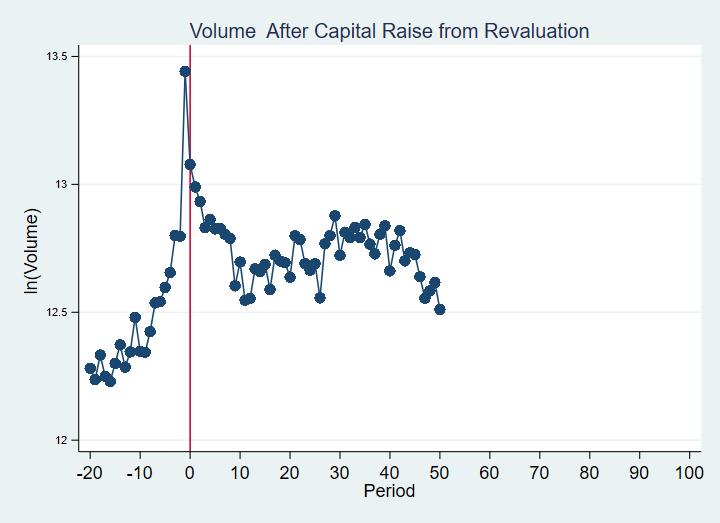 Volume  After Capital Raise from Revaluation
13.5
13
12.5
12
ln(Volume)
-20 -10 0 10 20 30 40 50 60 70 80 90 100
Period